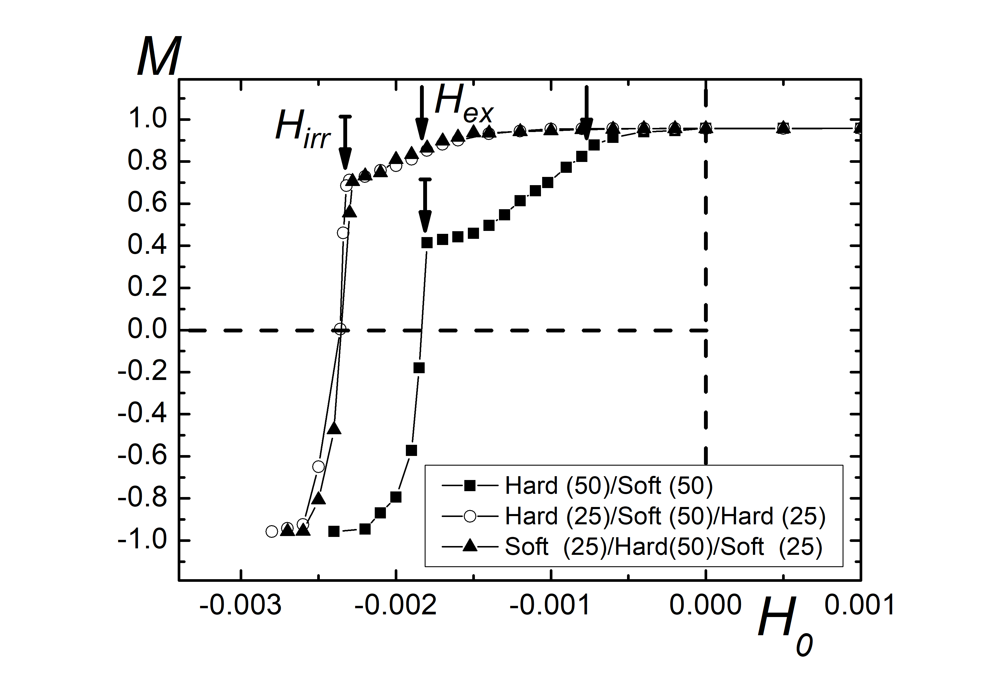 M
H_ex
H_irr
1.0
0.8
0.6
0.4
0.2
0.0
-0.2
-0.4
-0.6
-0.8
-1.0
Hard (50)/Soft (50)
Hard (25)/Soft (50)/Hard (25)
Soft (25)/Hard(50)/Soft (25)
-0.003 -0.002 -0.001 0.000 0.001
H_0